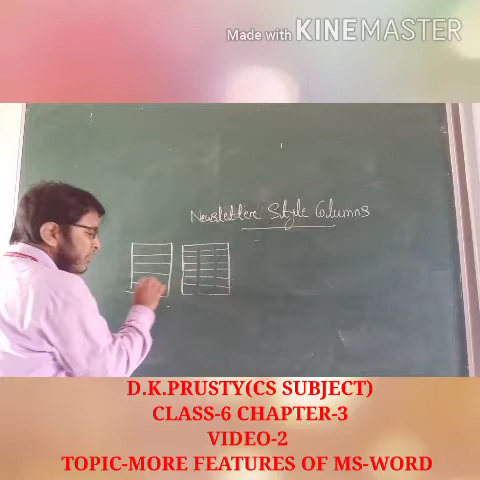 Made with KINEMASTER
Newsletter Style Columns
D.K.PRUSTY(CS SUBJECT)
CLASS-6 CHAPTER-3
VIDEO-2
TOPIC-MORE FEATURES OF MS-WORD